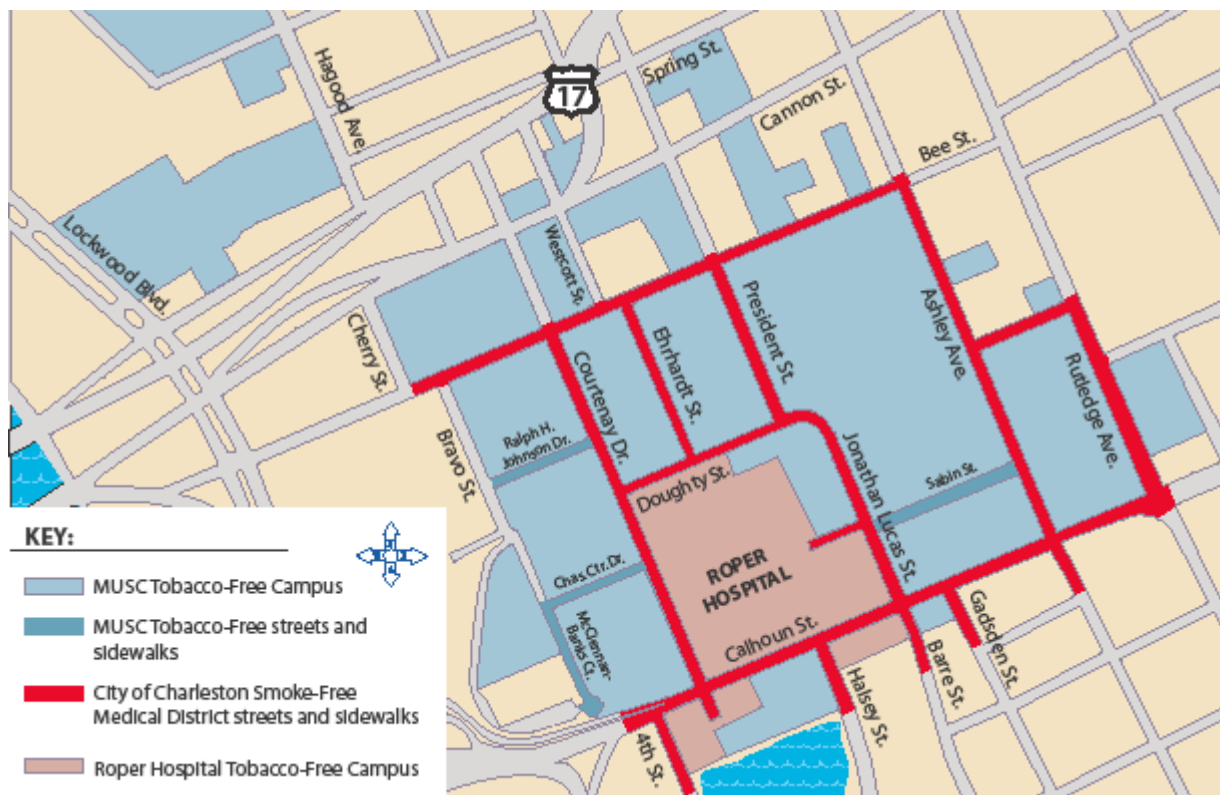 Hagood Ave.
17
Spring St.
Cannon St.
Bee St.
Lockwood Blvd.
Westcott St.
Cherry St.
Courtenay Dr.
Ehrhardt St.
President St.
Ashley Ave.
Rutledge Ave.
Ralph H.
Johnson Dr.
Bravo St.
Doughty St.
Jonathan Lucas St.
Sabin St.
ROPER
HOSPITAL
Chas. Ctr. Dr.
McClennan-
Banks Ct.
Calhoun St.
Gadsden St.
Barre St.
Halsey St.
4th St.
KEY:
MUSC Tobacco-Free Campus
MUSC Tobacco-Free streets and
sidewalks
City of Charleston Smoke-Free
Medical District streets and sidewalks
Roper Hospital Tobacco-Free Campus